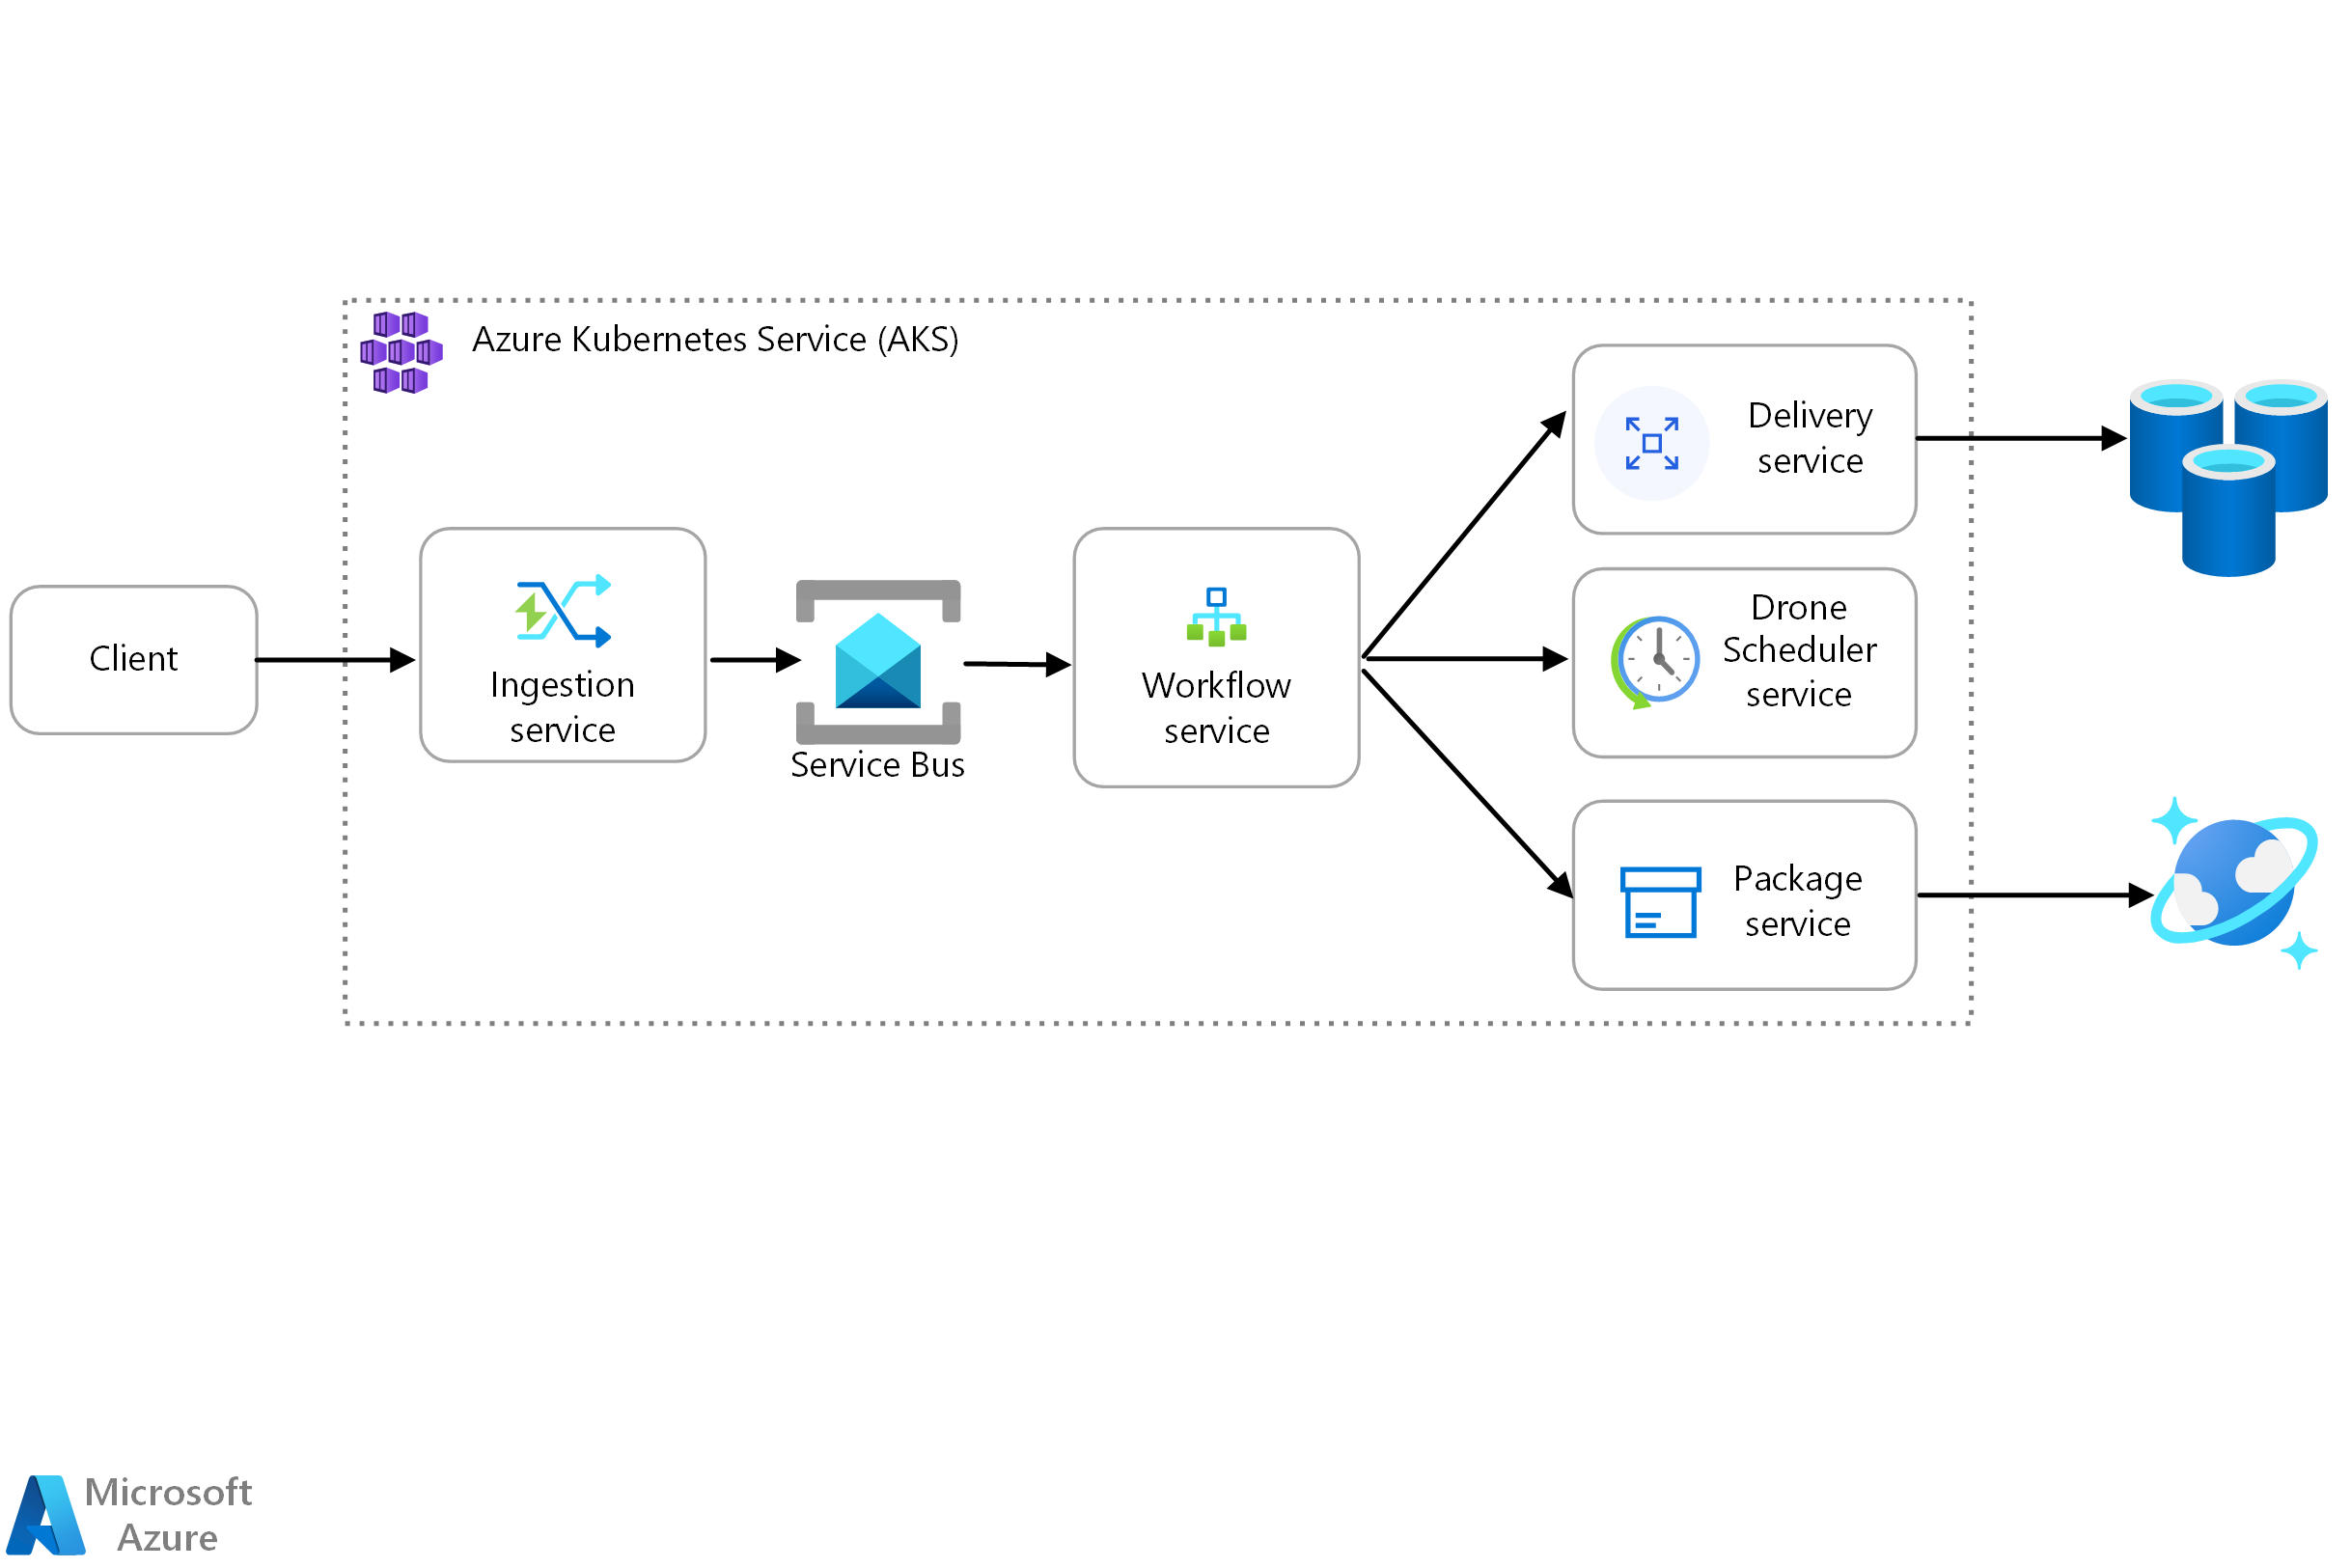 Azure Kubernetes Service (AKS)
Client
Ingestion
service
Service Bus
Workflow
service
Delivery
service
Drone
Scheduler
service
Package
service
Microsoft
Azure